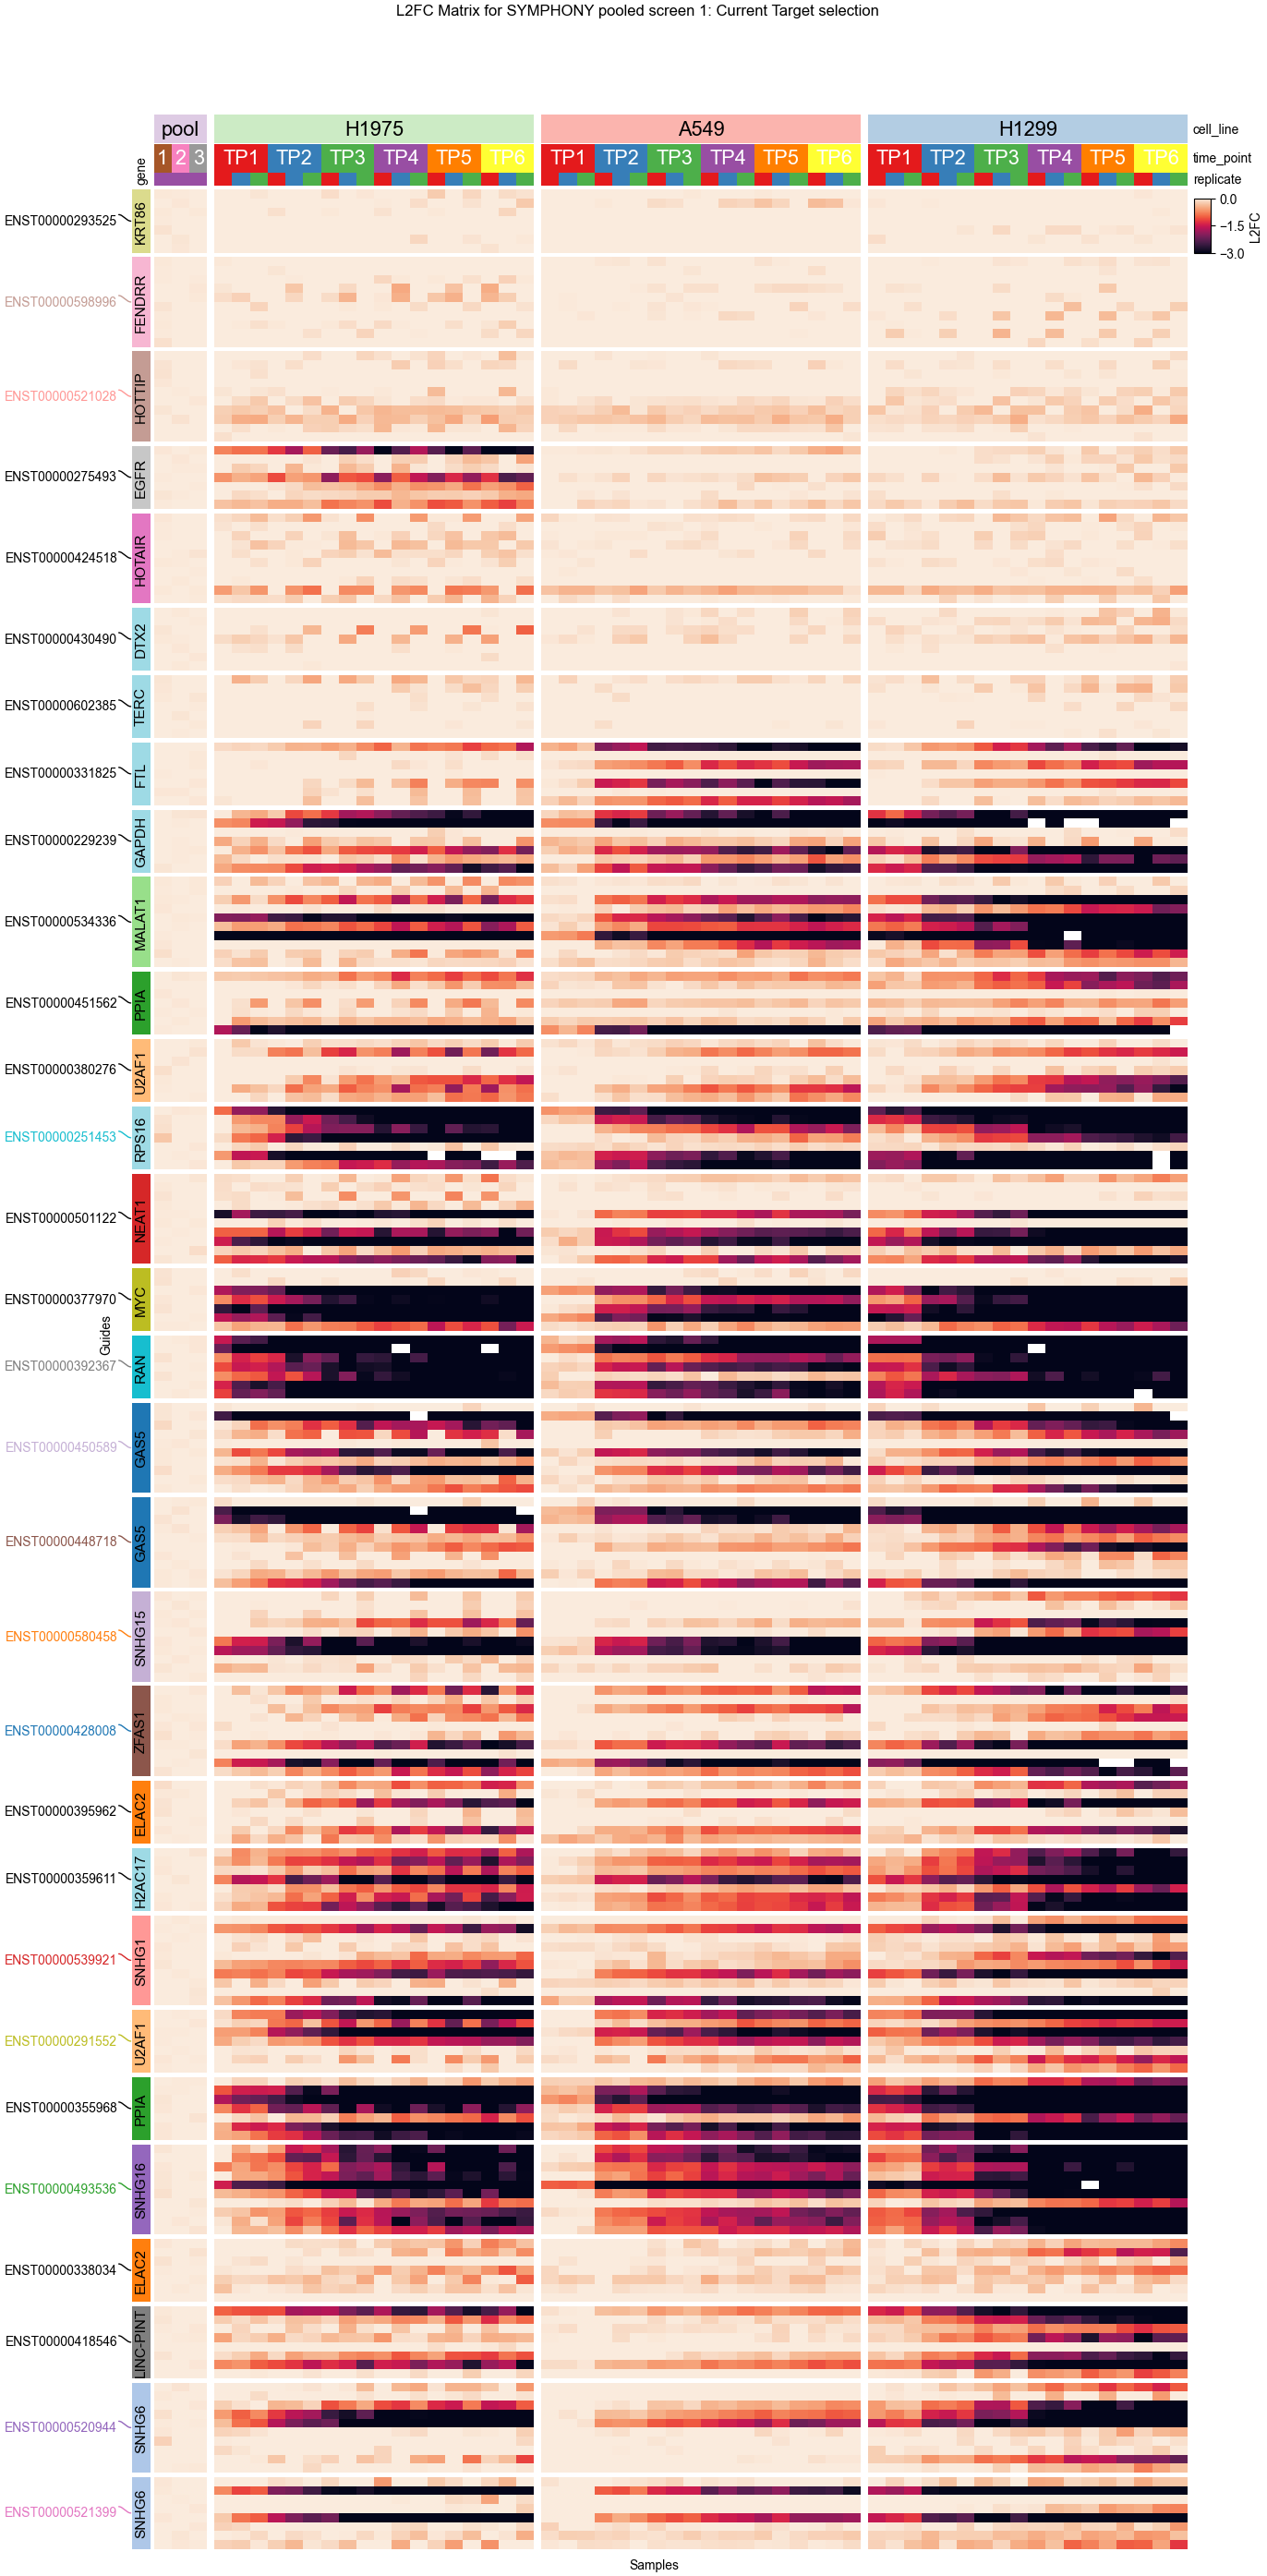 L2FC Matrix for SYMPHONY pooled screen 1: Current Target selection
pool H1975 A549 H1299 cell_line
1 2 3 TP1 TP2 TP3 TP4 TP5 TP6 TP1 TP2 TP3 TP4 TP5 TP6 TP1 TP2 TP3 TP4 TP5 TP6 time_point
gene replicate
0.0
−1.5
−3.0
L2FC
ENST00000293525 KRT86
ENST00000598996 FENDRR
ENST00000521028 HOTTIP
ENST00000275493 EGFR
ENST00000424518 HOTAIR
ENST00000430490 DTX2
ENST00000602385 TERC
ENST00000331825 FTL
ENST00000229239 GAPDH
ENST00000534336 MALAT1
ENST00000451562 PPIA
ENST00000380276 U2AF1
ENST00000251453 RPS16
ENST00000501122 NEAT1
ENST00000377970 MYC
Guides
ENST00000392367 RAN
ENST00000450589 GAS5
ENST00000448718 GAS5
ENST00000580458 SNHG15
ENST00000428008 ZFAS1
ENST00000395962 ELAC2
ENST00000359611 H2AC17
ENST00000539921 SNHG1
ENST00000291552 U2AF1
ENST00000355968 PPIA
ENST00000493536 SNHG16
ENST00000338034 ELAC2
ENST00000418546 LINC-PINT
ENST00000520944 SNHG6
ENST00000521399 SNHG6
Samples